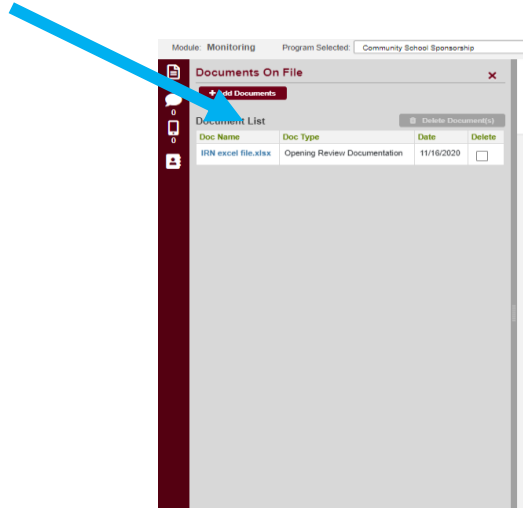 Module: Monitoring Program Selected: Community School Sponsorship
Documents On File
Add Documents
0
Document List Delete Document(s)
0
Doc Name Doc Type Date Delete
IRN excel file.xlsx Opening Review Documentation 11/16/2020